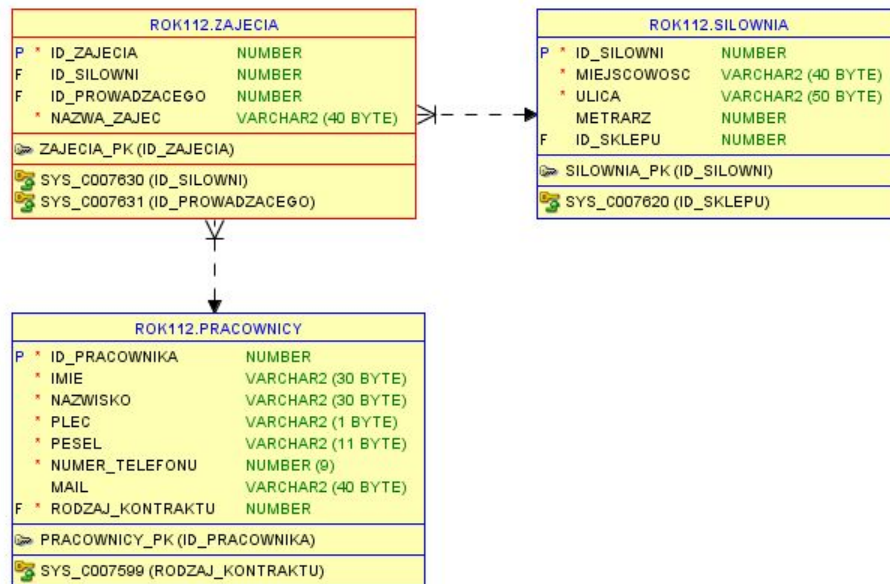 ROK112.ZAJECIA
P * ID_ZAJECIA NUMBER
F ID_SILOWNI NUMBER
F ID_PROWADZACEGO NUMBER
* NAZWA_ZAJEC VARCHAR2 (40 BYTE)
ZAJECIA_PK (ID_ZAJECIA)
SYS_C007630 (ID_SILOWNI)
SYS_C007631 (ID_PROWADZACEGO)
ROK112.SILOWNIA
P * ID_SILOWNI NUMBER
* MIEJSCOWOSC VARCHAR2 (40 BYTE)
* ULICA VARCHAR2 (50 BYTE)
METRARZ NUMBER
F ID_SKLEPU NUMBER
SILOWNIA_PK (ID_SILOWNI)
SYS_C007620 (ID_SKLEPU)
ROK112.PRACOWNICY
P * ID_PRACOWNIKA NUMBER
* IMIE VARCHAR2 (30 BYTE)
* NAZWISKO VARCHAR2 (30 BYTE)
* PLEC VARCHAR2 (1 BYTE)
* PESEL VARCHAR2 (11 BYTE)
* NUMER_TELEFONU NUMBER (9)
MAIL VARCHAR2 (40 BYTE)
F * RODZAJ_KONTRAKTU NUMBER
PRACOWNICY_PK (ID_PRACOWNIKA)
SYS_C007599 (RODZAJ_KONTRAKTU)